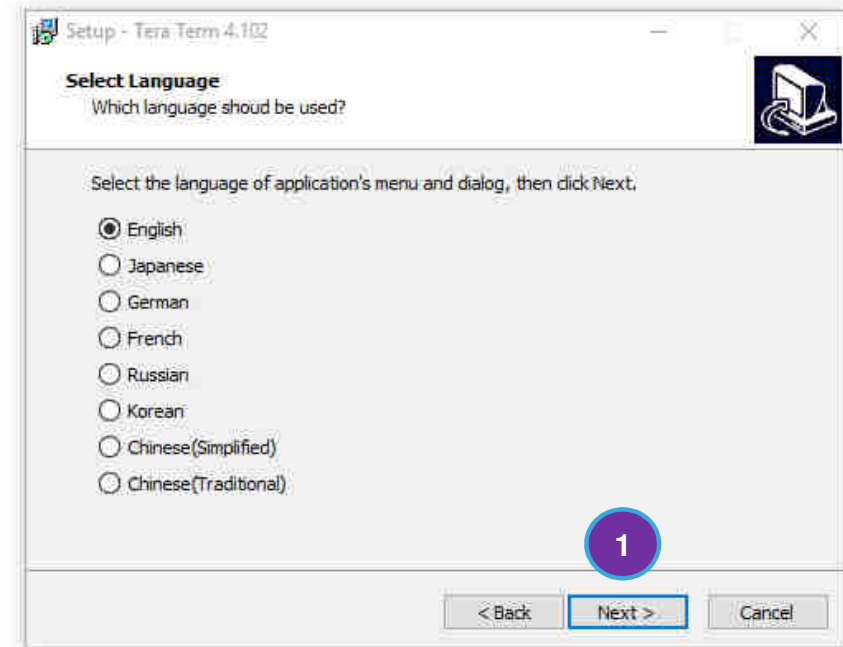 Setup - Tera Term 4.102
Select Language
Which language shoud be used?
Select the language of application's menu and dialog, then click Next.
English
Japanese
German
French
Russian
Korean
Chinese(Simplified)
Chinese(Traditional)
1
< Back Next > Cancel